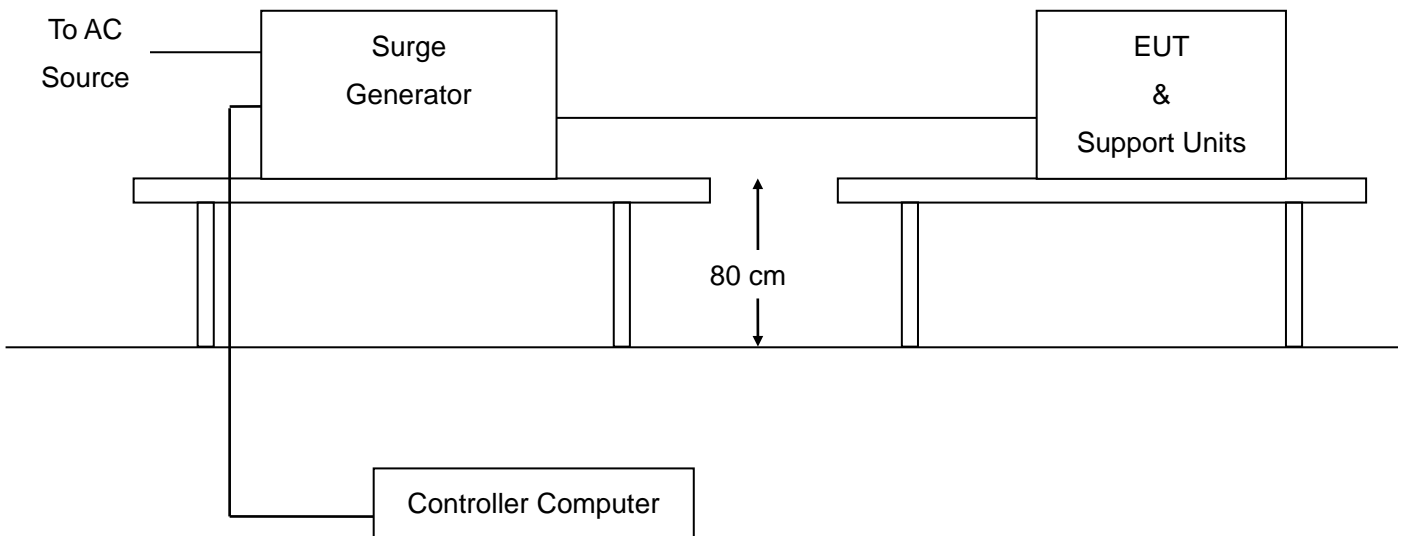 To AC
Source
Surge
Generator
EUT
&
Support Units
80 cm
Controller Computer